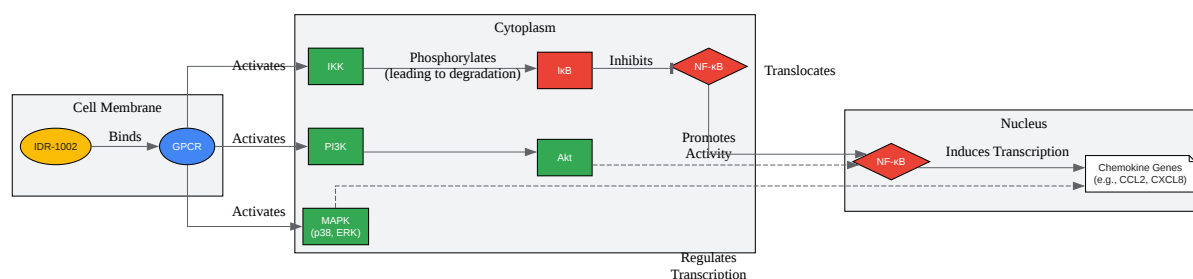 Cytoplasm
Activates
IKK
Phosphorylates
(leading to degradation)
IκB
Inhibits
NF-κB
Translocates
Cell Membrane
IDR-1002
Binds
GPCR
Activates
PI3K
Akt
Promotes
Activity
Nucleus
NF-κB
Induces Transcription
Chemokine Genes
(e.g., CCL2, CXCL8)
Activates
MAPK
(p38, ERK)
Regulates
Transcription